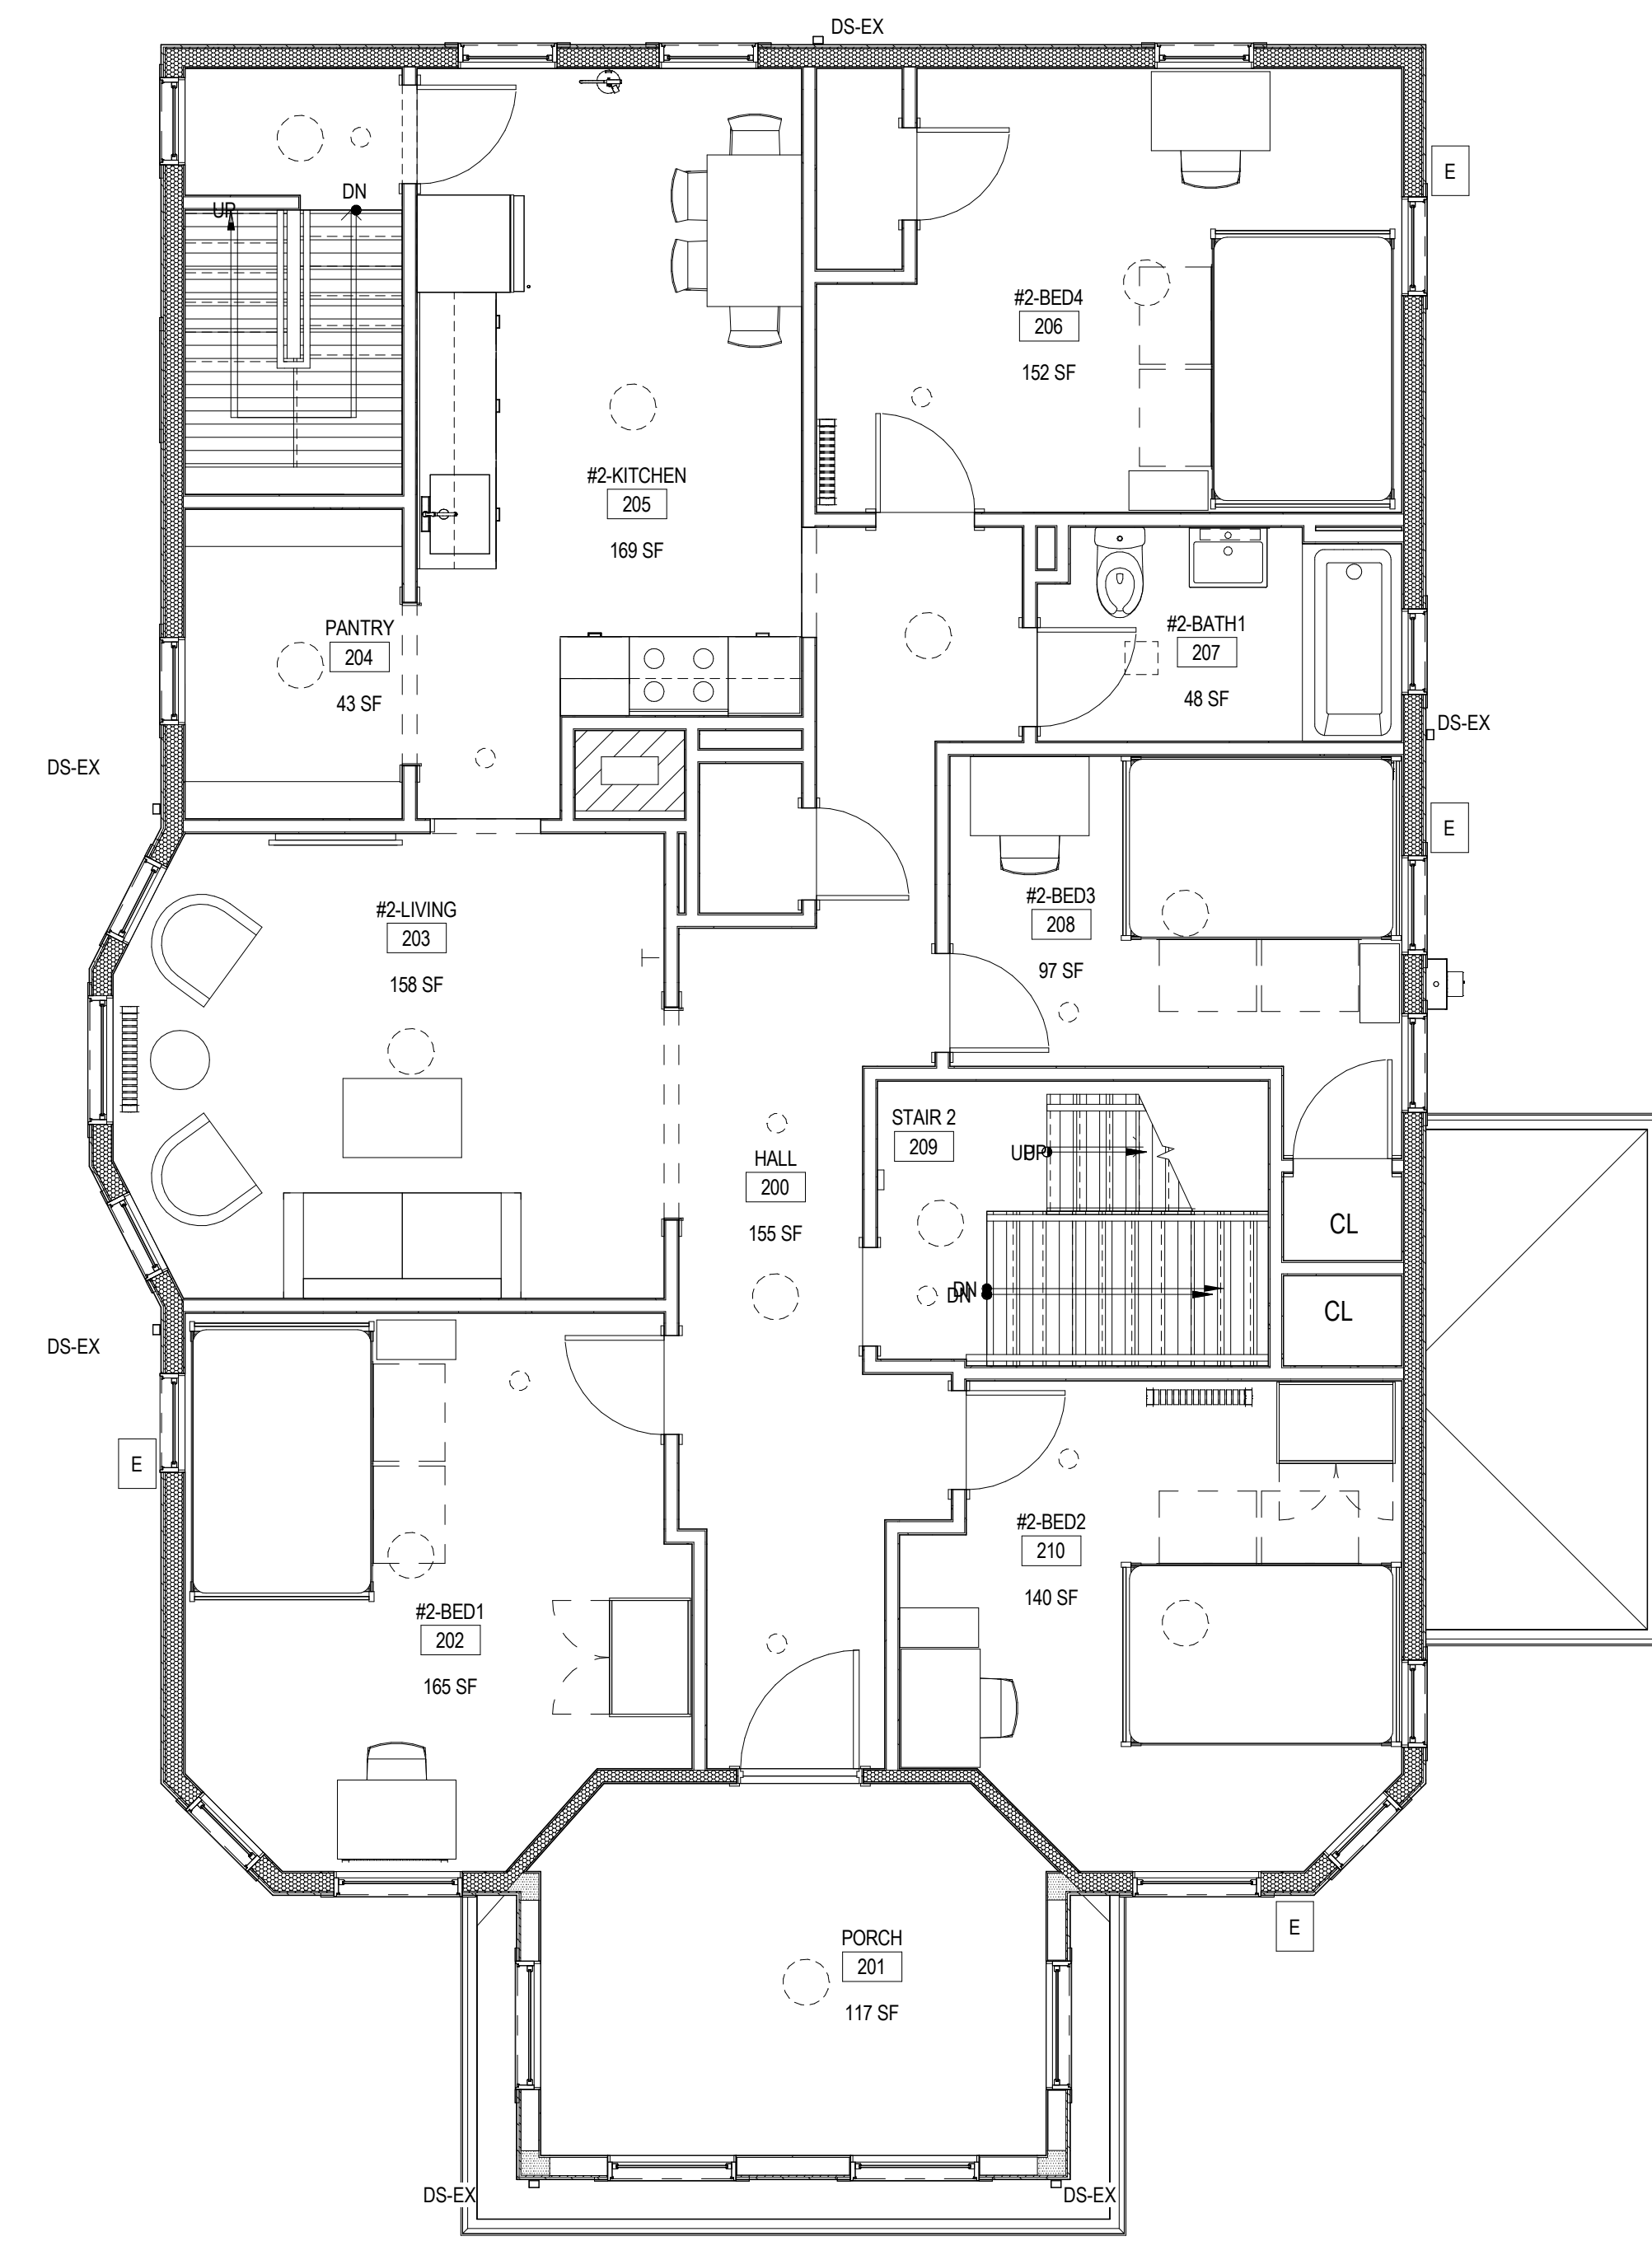 DS-EX
E
UP
DN
#2-BED4
206
152 SF
#2-KITCHEN
205
169 SF
PANTRY
204
43 SF
#2-BATH1
207
48 SF
DS-EX
DS-EX
E
#2-LIVING
203
158 SF
#2-BED3
208
97 SF
STAIR 2
209
UP
HALL
200
155 SF
CL
DN
DN
CL
DS-EX
E
#2-BED2
210
140 SF
#2-BED1
202
165 SF
E
PORCH
201
117 SF
DS-EX
DS-EX